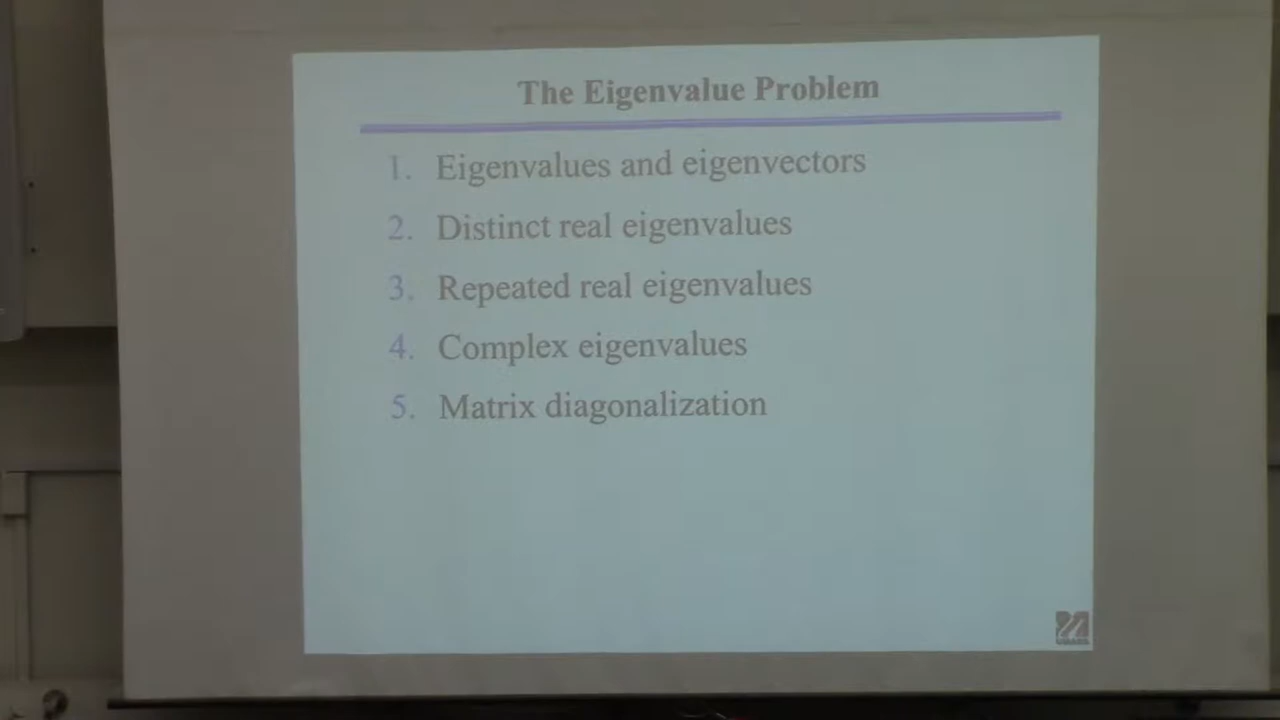 The Eigenvalue Problem
1. Eigenvalues and eigenvectors
2. Distinct real eigenvalues
3. Repeated real eigenvalues
4. Complex eigenvalues
5. Matrix diagonalization